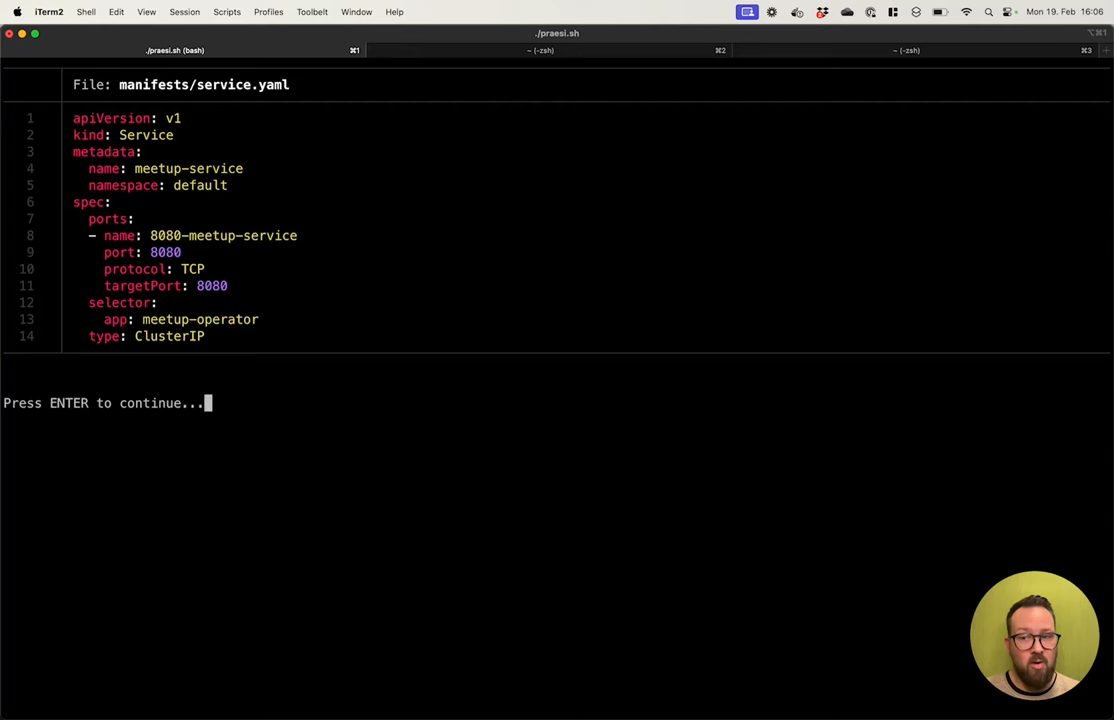 iTerm2 Shell Edit View Session Scripts Profiles Toolbelt Window Help Mon 19. Feb 16:06
./praesi.sh ⌥⌘1
./praesi.sh (bash) ⌘1 ~ (-zsh) ⌘2 ~ (-zsh) ⌘3
File: manifests/service.yaml
1 apiVersion: v1
2 kind: Service
3 metadata:
4 name: meetup-service
5 namespace: default
6 spec:
7 ports:
8 - name: 8080-meetup-service
9 port: 8080
10 protocol: TCP
11 targetPort: 8080
12 selector:
13 app: meetup-operator
14 type: ClusterIP
Press ENTER to continue...